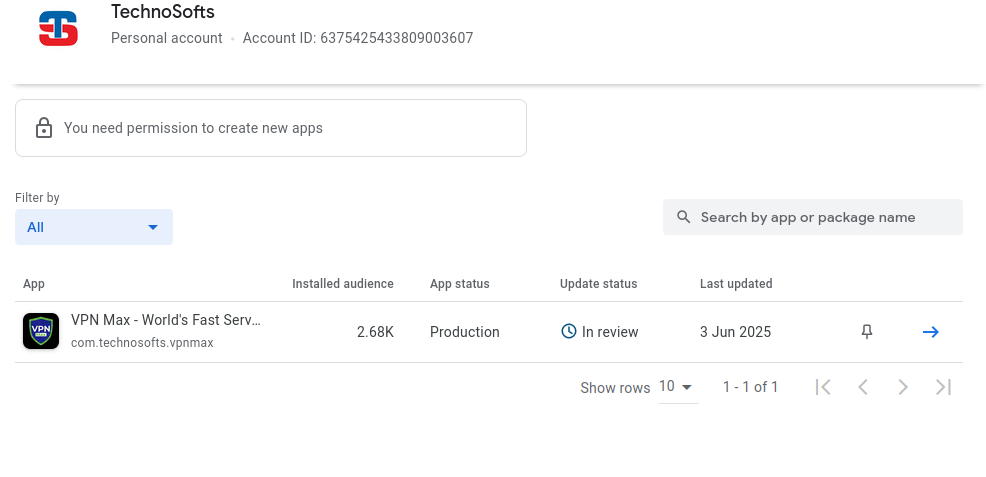 TechnoSofts
Personal account • Account ID: 6375425433809003607
You need permission to create new apps
Filter by
All
Search by app or package name
App Installed audience App status Update status Last updated
VPN Max - World's Fast Serv…
com.technosofts.vpnmax
2.68K Production In review 3 Jun 2025
Show rows 10 1 - 1 of 1